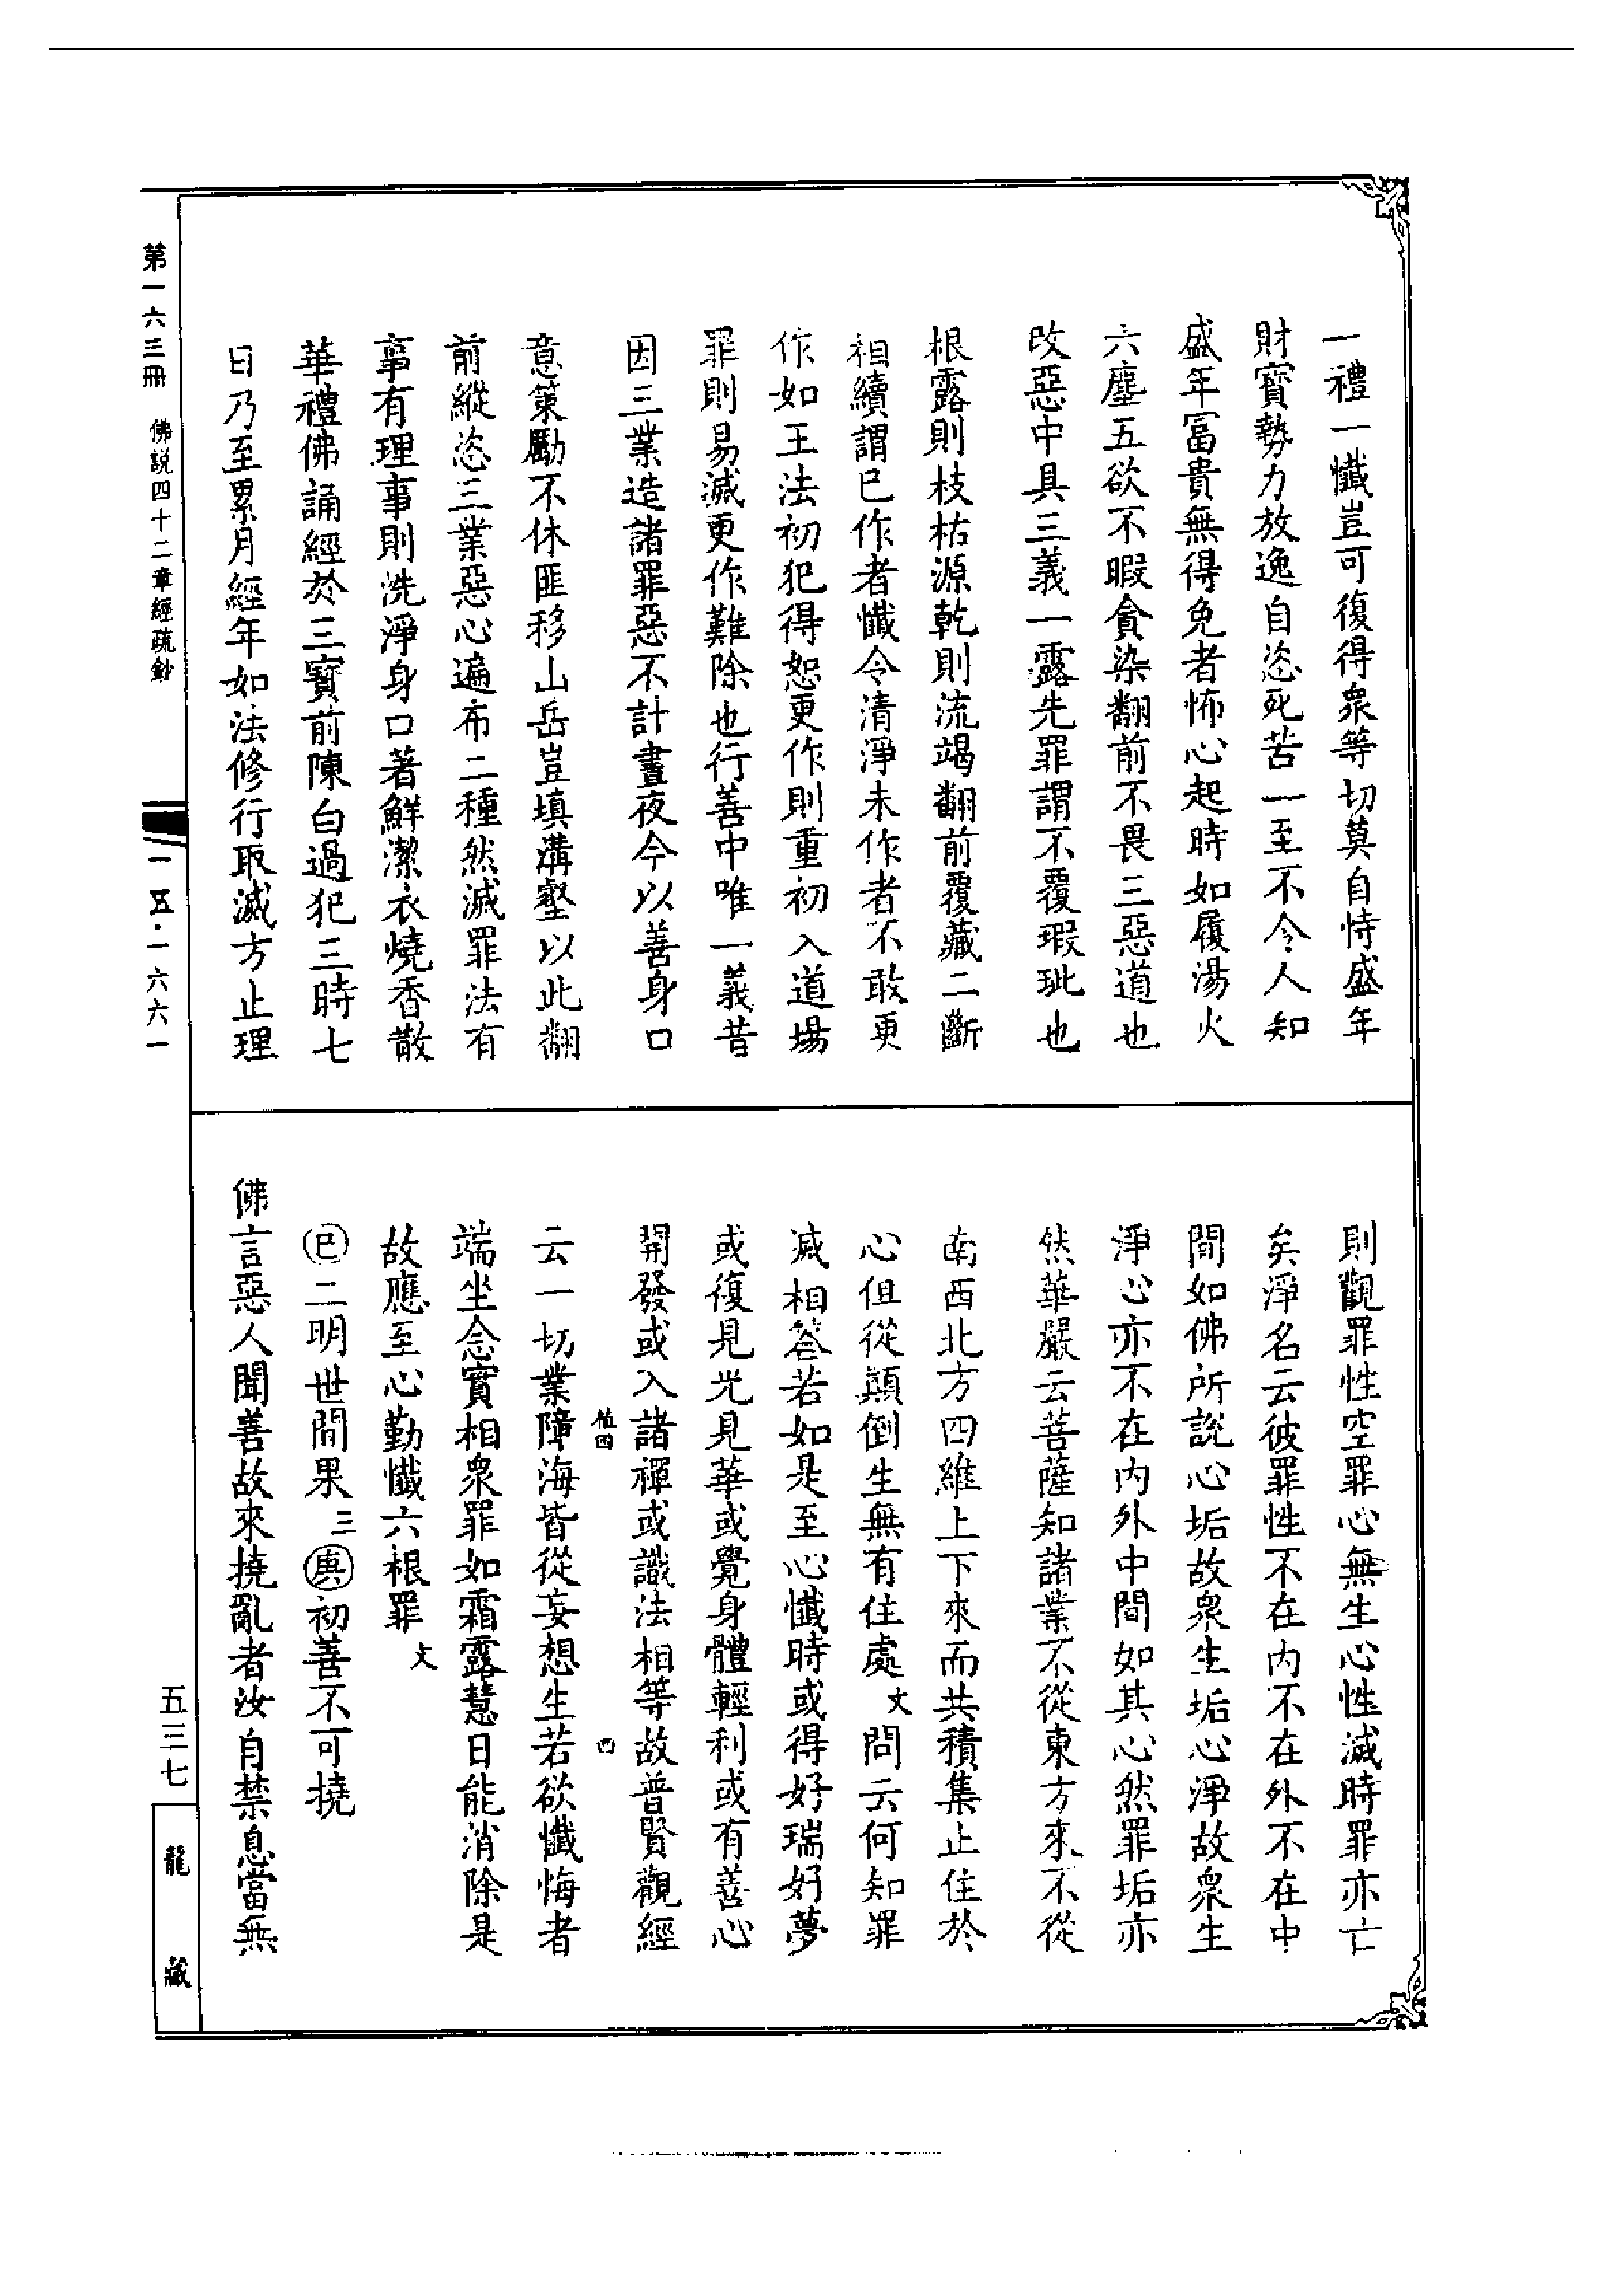 一禮一懺豈可復得衆等切莫自恃盛年
財寶勢力放逸自恣死苦一至不令人知
盛年富貴無得免者怖心起時如履湯火
六塵五欲不暇貪染翻前不畏三惡道也
改惡中具三義一露先罪謂不覆瑕玼也
根露則枝枯源乾則流竭翻前覆藏二斷
相續謂已作者懺令清淨未作者不敢更
作如王法初犯得恕更作則重初入道場
罪則易滅更作難除也行善中唯一義昔
因三業造諸罪惡不計晝夜今以善身口
意策勵不休匪移山岳豈填溝壑以此翻
前縱恣三業惡心遍布二種然滅罪法有
事有理事則洗淨身口著鮮潔衣燒香散
華禮佛誦經於三寶前陳白過犯三時七
日乃至累月經年如法修行取滅方止理
則觀罪性空罪心無生心性滅時罪亦亡
矣淨名云彼罪性不在內不在外不在中
間如佛所說心垢故衆生垢心淨故衆生
淨心亦不在內外中間如其心然罪垢亦
然華嚴云菩薩知諸業不從東方來不從
南西北方四維上下來而共積集止住於
心但從顛倒生無有住處文問云何知罪
滅相答若如是至心懺時或得好瑞好夢
或復見光見華或覺身體輕利或有善心
開發或入諸禪或識法相等故普賢觀經
植四 四
云一切業障海皆從妄想生若欲懺悔者
端坐念實相衆罪如霜露慧日能消除是
故應至心勤懺六根罪文
巳二明世間果三庚初善不可撓
佛言惡人聞善故來撓亂者汝自禁息當無
第一六三冊 佛説四十二章經疏鈔
一五·一六六一
五三七
龍藏